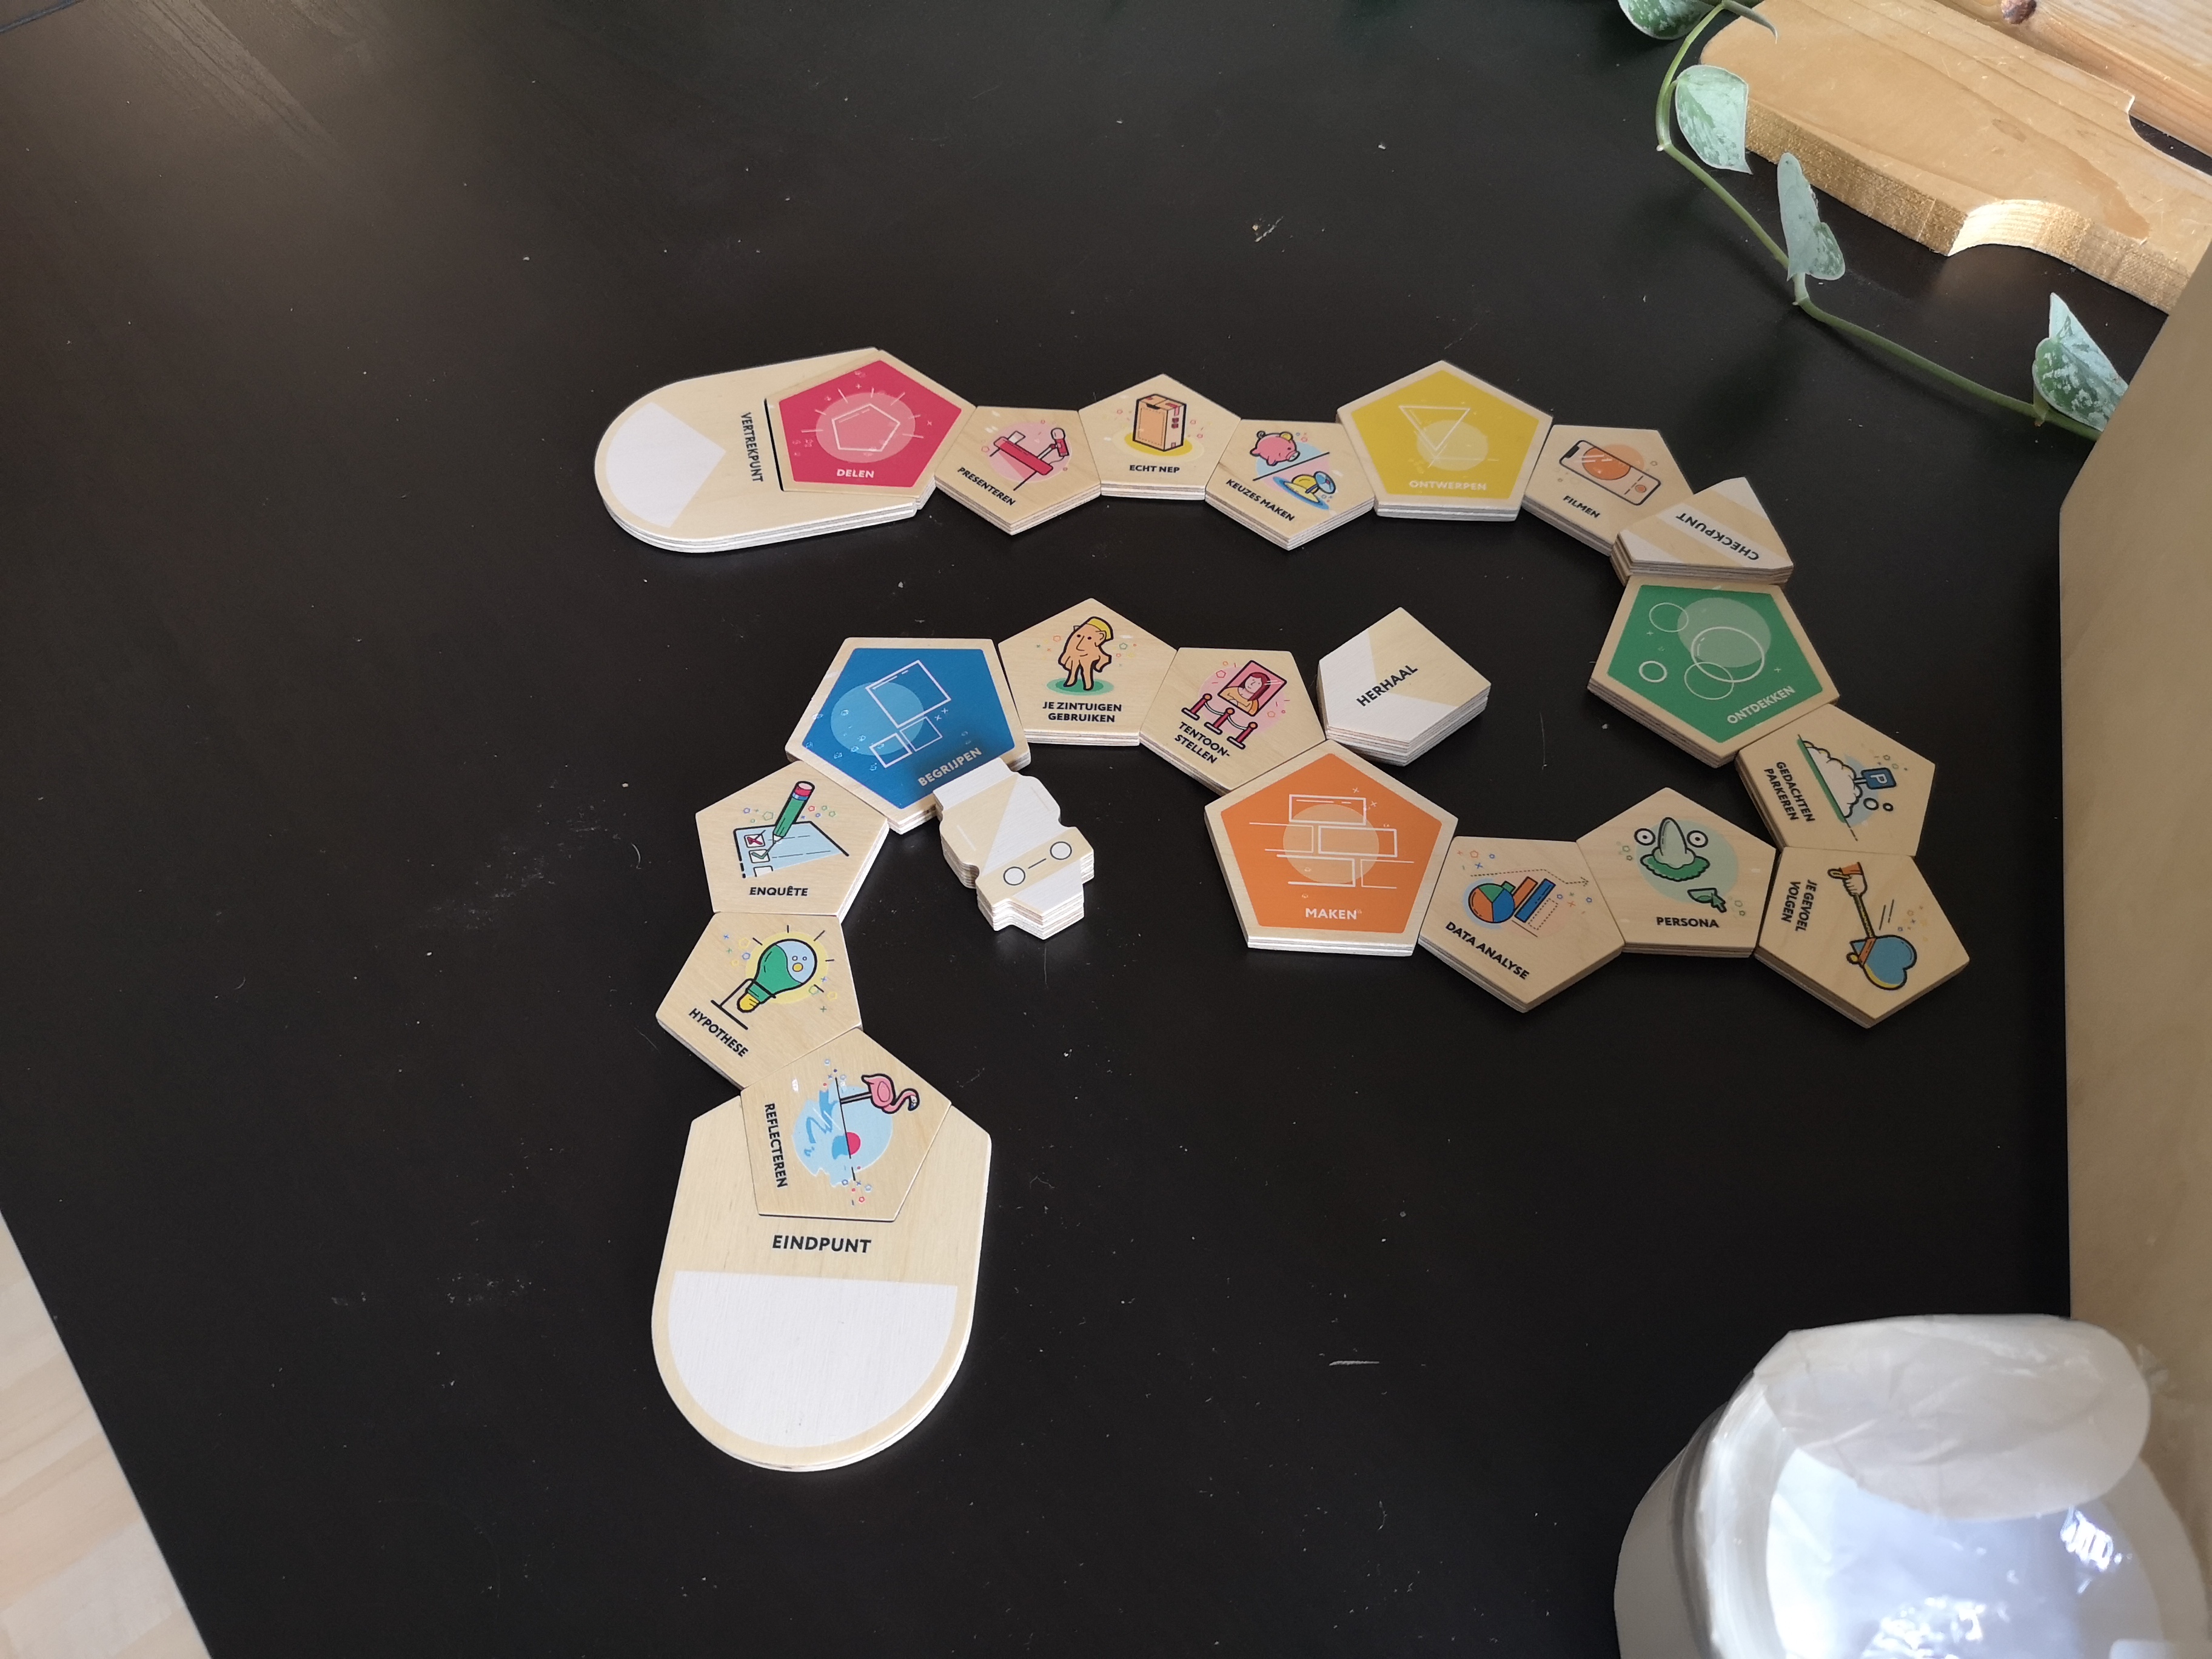 VERTREKPUNT
DELEN
PRESENTEREN
ECHT NEP
KEUZES MAKEN
ONTWERPEN
FILMEN
CHECKPUNT
ONTDEKKEN
GEDACHTEN
PARKEREN
P
JE GEVOEL
VOLGEN
PERSONA
DATA ANALYSE
MAKEN
HERHAAL
TENTOON-
STELLEN
JE ZINTUIGEN
GEBRUIKEN
BEGRIJPEN
ENQUÊTE
HYPOTHESE
REFLECTEREN
EINDPUNT